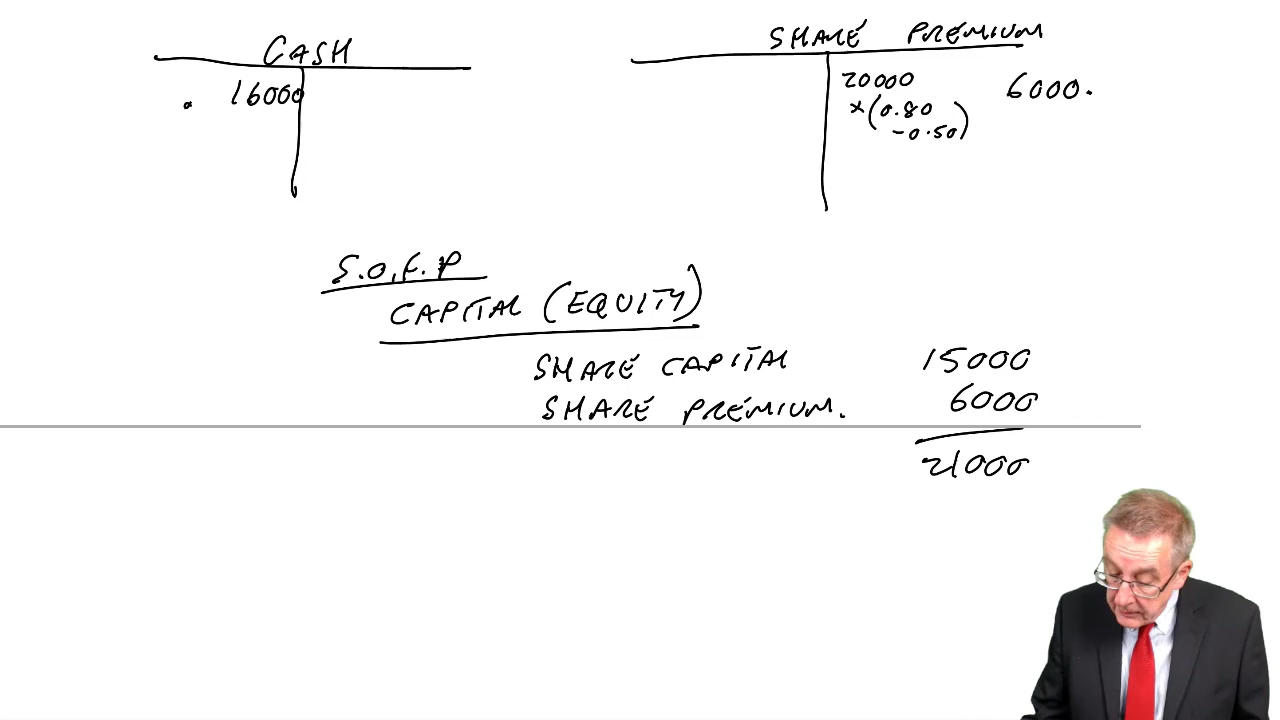 CASH
16000
SHARE PREMIUM
20000
×(0.80
-0.50)
6000.
S.O.F.P
CAPITAL (EQUITY)
SHARE CAPITAL 15000
SHARE PREMIUM. 6000
21000